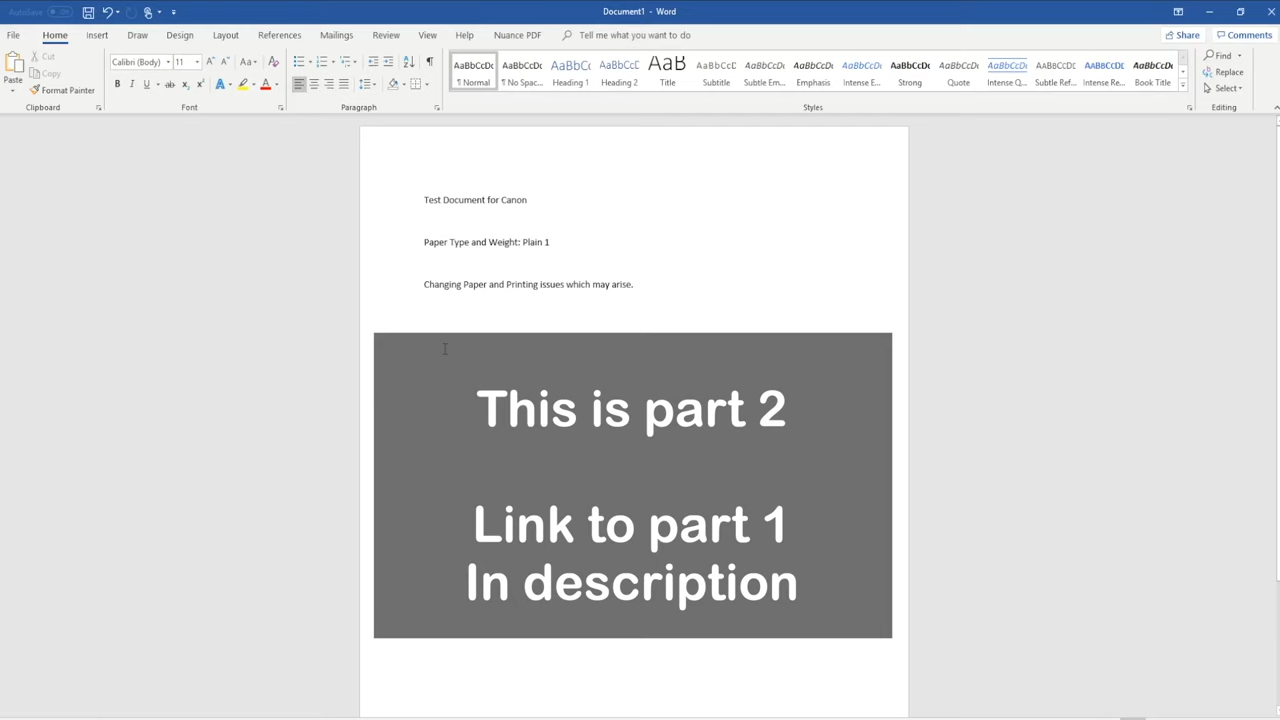 AutoSave Off
Document1 - Word
File Home Insert Draw Design Layout References Mailings Review View Help Nuance PDF Tell me what you want to do Share Comments
Paste
Cut
Copy
Format Painter
Clipboard
Calibri (Body) 11
Font
Paragraph
AaBbCcDc AaBbCcDc AaBbCc AaBbCcC AaB AaBbCcD AaBbCcDc AaBbCcDc AaBbCcDc AaBbCcDc AaBbCcDc AaBbCcDc AABBCCDC AABBCCDC AaBbCcDc
¶ Normal ¶ No Spac... Heading 1 Heading 2 Title Subtitle Subtle Em... Emphasis Intense E... Strong Quote Intense Q... Subtle Ref... Intense Re... Book Title
Styles
Find
Replace
Select
Editing
Test Document for Canon
Paper Type and Weight: Plain 1
Changing Paper and Printing issues which may arise.
This is part 2
Link to part 1
In description